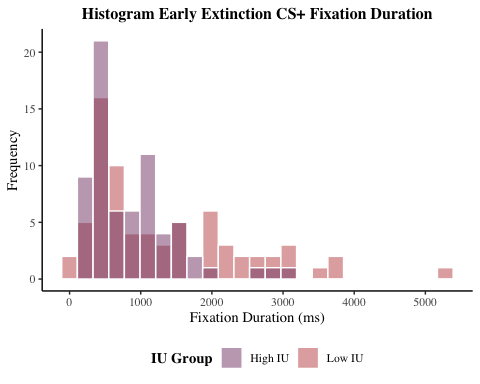 Histogram Early Extinction CS+ Fixation Duration
Frequency
20
15
10
5
0
0 1000 2000 3000 4000 5000
Fixation Duration (ms)
IU Group High IU Low IU